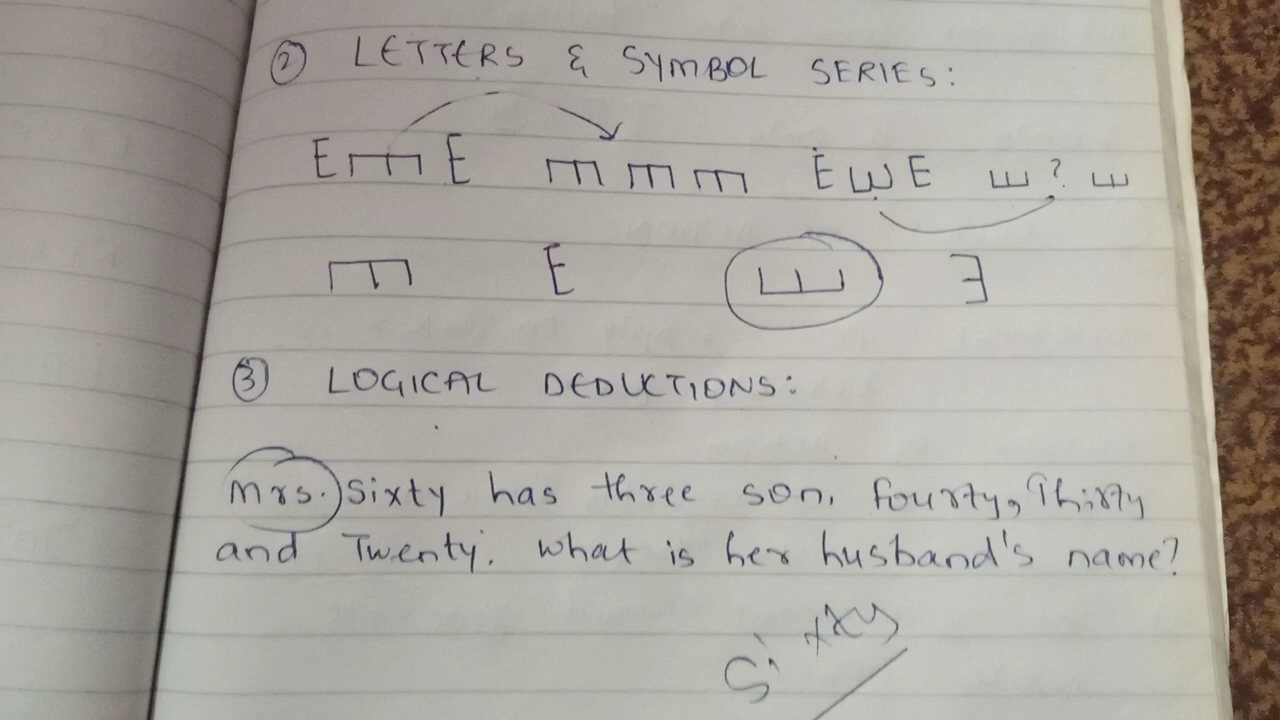 ② LETTERS & SYMBOL SERIES:
E E E E E E E W E E ? E
E E E E
③ LOGICAL DEDUCTIONS:
Mrs. Sixty has three son, Fourty, Thirty
and Twenty. What is her husband's name?
Sixty